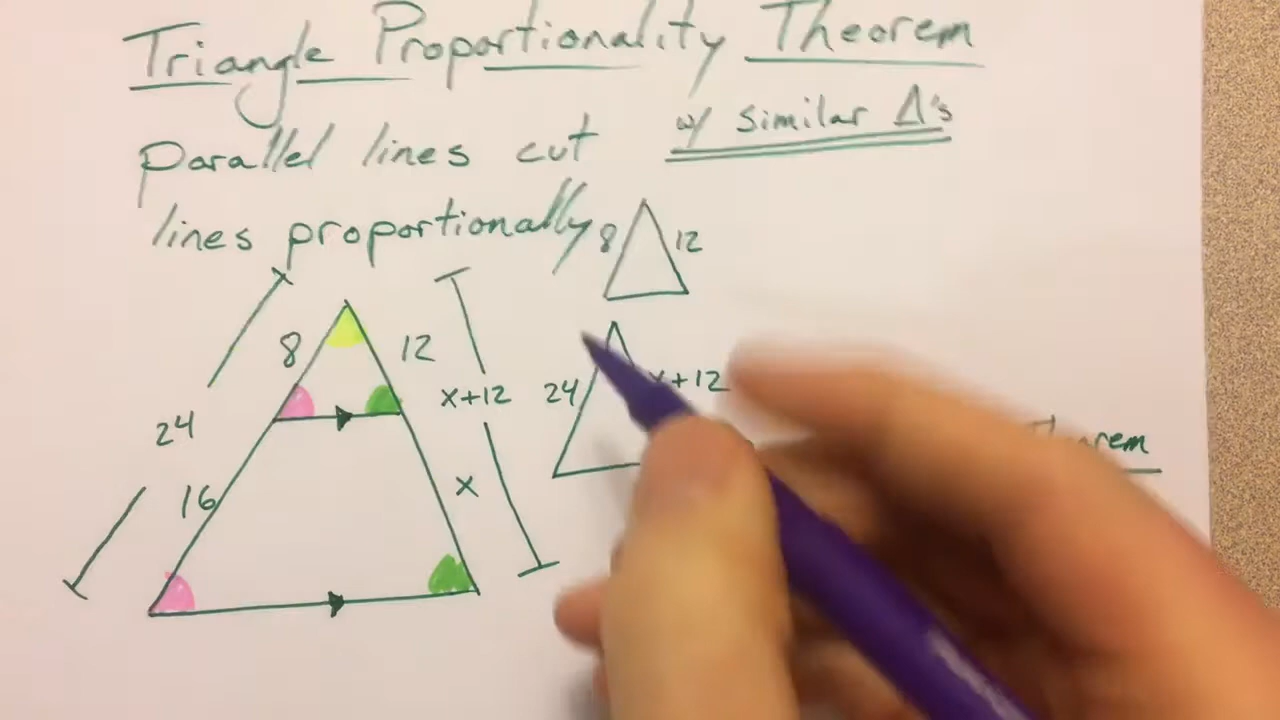 Triangle Proportionality Theorem
w/ similar Δ's
parallel lines cut
lines proportionally
8 12
8 12
24 x+12
24 x+12
16 x